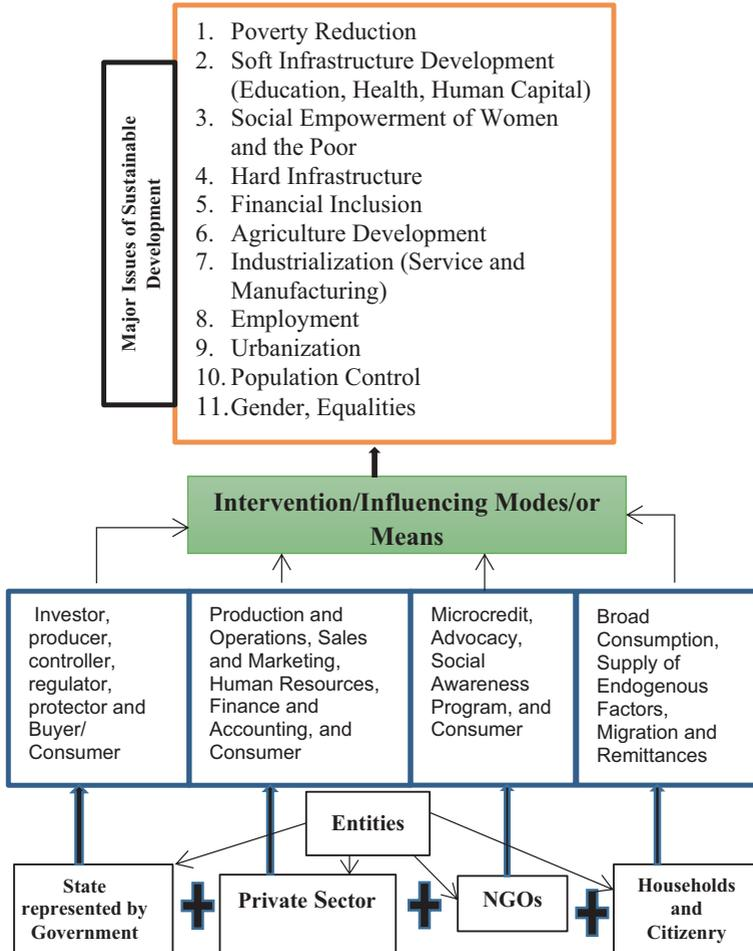 1. Poverty Reduction
2. Soft Infrastructure Development
(Education, Health, Human Capital)
3. Social Empowerment of Women
and the Poor
4. Hard Infrastructure
5. Financial Inclusion
6. Agriculture Development
7. Industrialization (Service and
Manufacturing)
8. Employment
9. Urbanization
10. Population Control
11. Gender, Equalities
Major Issues of Sustainable
Development
Intervention/Influencing Modes/or
Means
Investor,
producer,
controller,
regulator,
protector and
Buyer/
Consumer
Production and
Operations, Sales
and Marketing,
Human Resources,
Finance and
Accounting, and
Consumer
Microcredit,
Advocacy,
Social
Awareness
Program, and
Consumer
Broad
Consumption,
Supply of
Endogenous
Factors,
Migration and
Remittances
Entities
State
represented by
Government
Private Sector
NGOs
Households
and
Citizenry